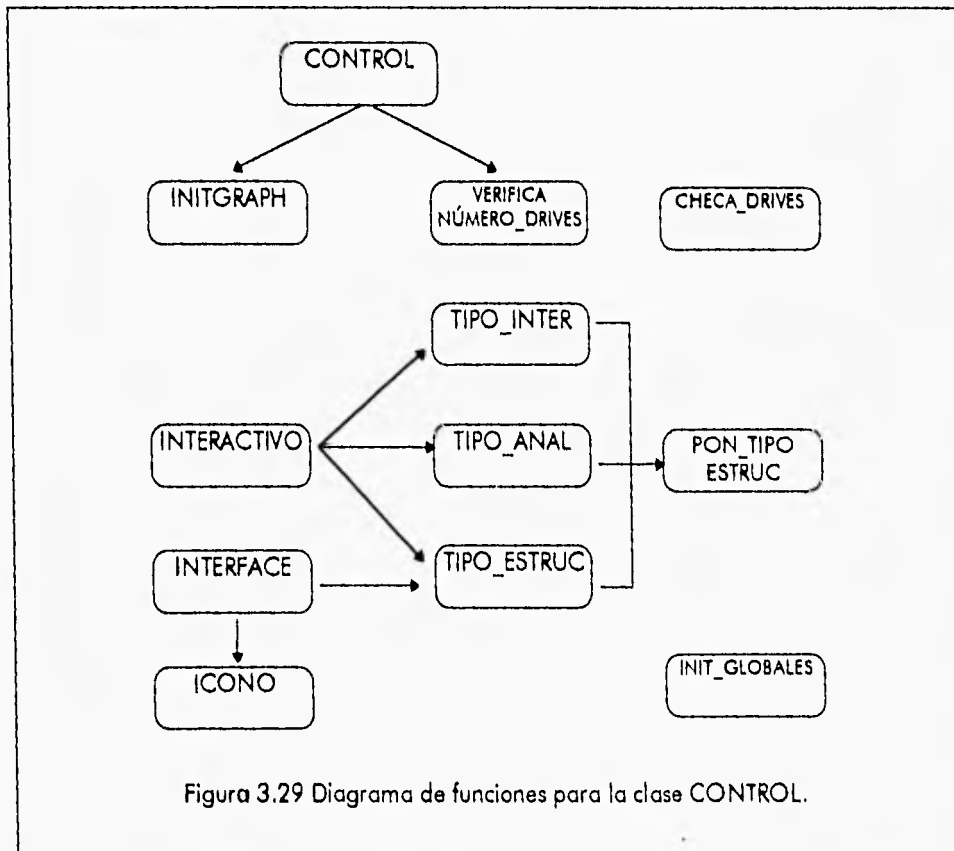 CONTROL
INITGRAPH
VERIFICA
NÚMERO_DRIVES
CHECA_DRIVES
TIPO_INTER
INTERACTIVO
TIPO_ANAL
PON_TIPO
ESTRUC
INTERFACE
TIPO_ESTRUC
ICONO
INIT_GLOBALES
Figura 3.29 Diagrama de funciones para la clase CONTROL.